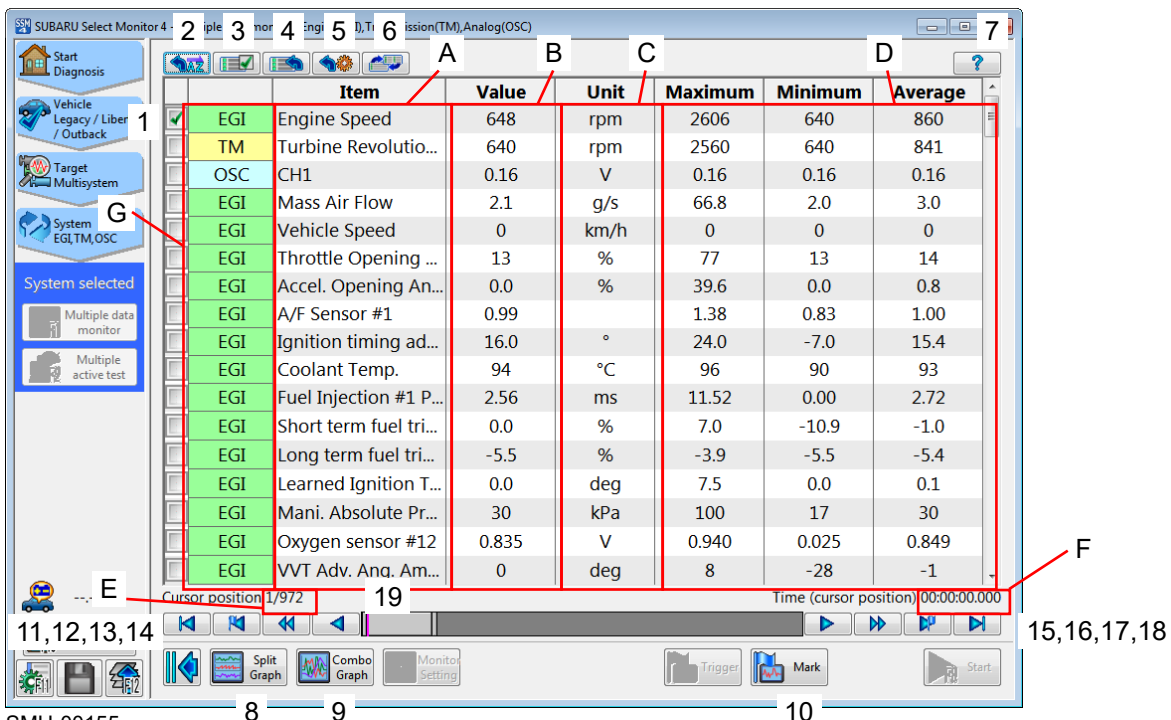 SUBARU Select Monitor 4 -
Engi
Tr
ission(TM),Analog(OSC)
2 3 4 5 6 7
A B C D
Start
Diagnosis
Vehicle
Legacy / Liber
/ Outback
1
Target
Multisystem
G
System
EGI,TM,OSC
System selected
Multiple data
monitor
Multiple
active test
?
Item Value Unit Maximum Minimum Average
EGI Engine Speed 648 rpm 2606 640 860
TM Turbine Revolutio... 640 rpm 2560 640 841
OSC CH1 0.16 V 0.16 0.16 0.16
EGI Mass Air Flow 2.1 g/s 66.8 2.0 3.0
EGI Vehicle Speed 0 km/h 0 0 0
EGI Throttle Opening ... 13 % 77 13 14
EGI Accel. Opening An... 0.0 % 39.6 0.0 0.8
EGI A/F Sensor #1 0.99 1.38 0.83 1.00
EGI Ignition timing ad... 16.0 ° 24.0 -7.0 15.4
EGI Coolant Temp. 94 °C 96 90 93
EGI Fuel Injection #1 P... 2.56 ms 11.52 0.00 2.72
EGI Short term fuel tri... 0.0 % 7.0 -10.9 -1.0
EGI Long term fuel tri... -5.5 % -3.9 -5.5 -5.4
EGI Learned Ignition T... 0.0 deg 7.5 0.0 0.1
EGI Mani. Absolute Pr... 30 kPa 100 17 30
EGI Oxygen sensor #12 0.835 V 0.940 0.025 0.849
EGI VVT Adv. Ang. Am... 0 deg 8 -28 -1
F
--.-
E
Cursor position 1/972 19 Time (cursor position) 00:00:00.000
11,12,13,14
15,16,17,18
F11
F12
Split
Graph
Combo
Graph
Monitor
Setting
Trigger
Mark
Start
8 9 10